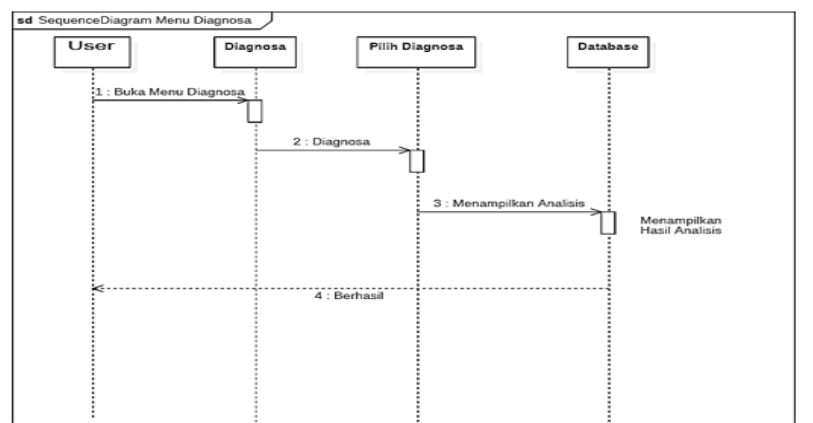 sd SequenceDiagram Menu Diagnosa
User
Diagnosa
Pilih Diagnosa
Database
1 : Buka Menu Diagnosa
2 : Diagnosa
3 : Menampilkan Analisis
Menampilkan
Hasil Analisis
4 : Berhasil